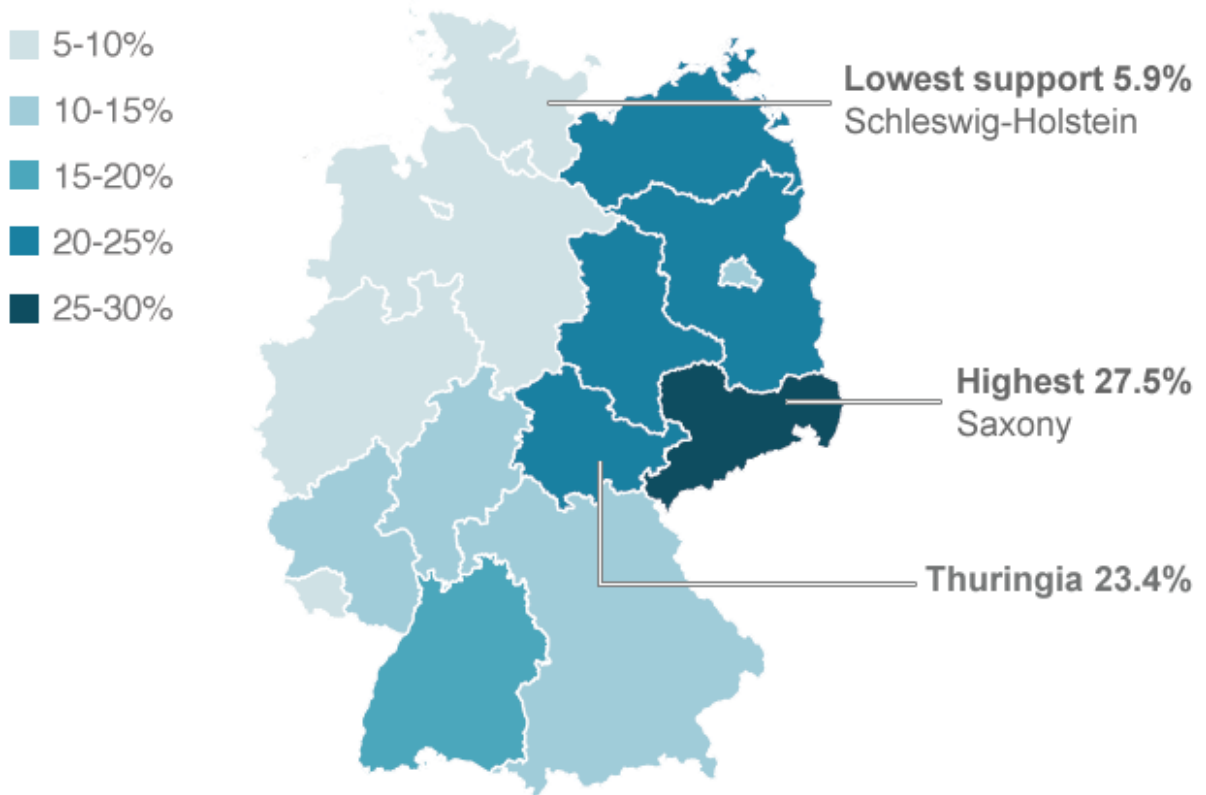 5-10%
10-15%
15-20%
20-25%
25-30%
Lowest support 5.9%
Schleswig-Holstein
Highest 27.5%
Saxony
Thuringia 23.4%